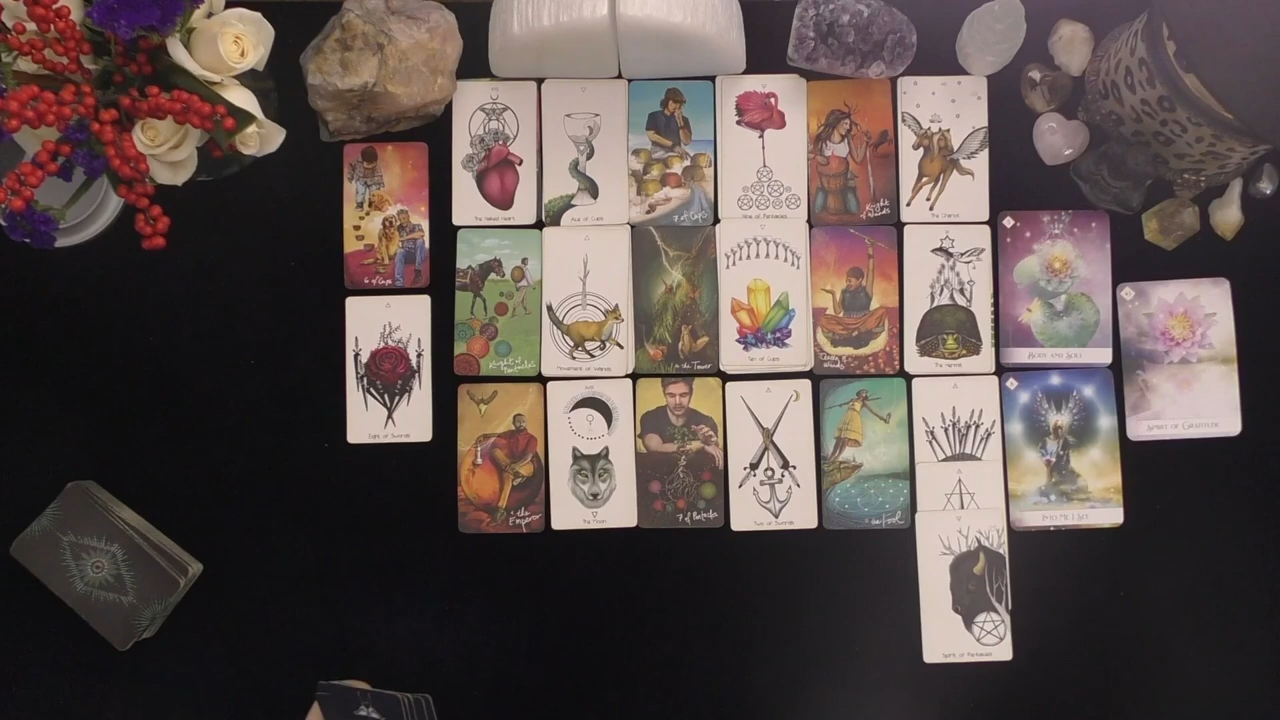 The Naked Heart
Ace of Cups
7 of Cups
Nine of Pentacles
Knight of Wands
The Chariot
6 of Cups
Knight of Pentacles
Movement of Swords
the Tower
Ten of Cups
Queen of Wands
The Hermit
Body and Soul
Spirit of Gratitude
Eight of Swords
the Emperor
The Moon
7 of Pentacles
Two of Swords
the Fool
Into Me I See
Spirit of Pentacles